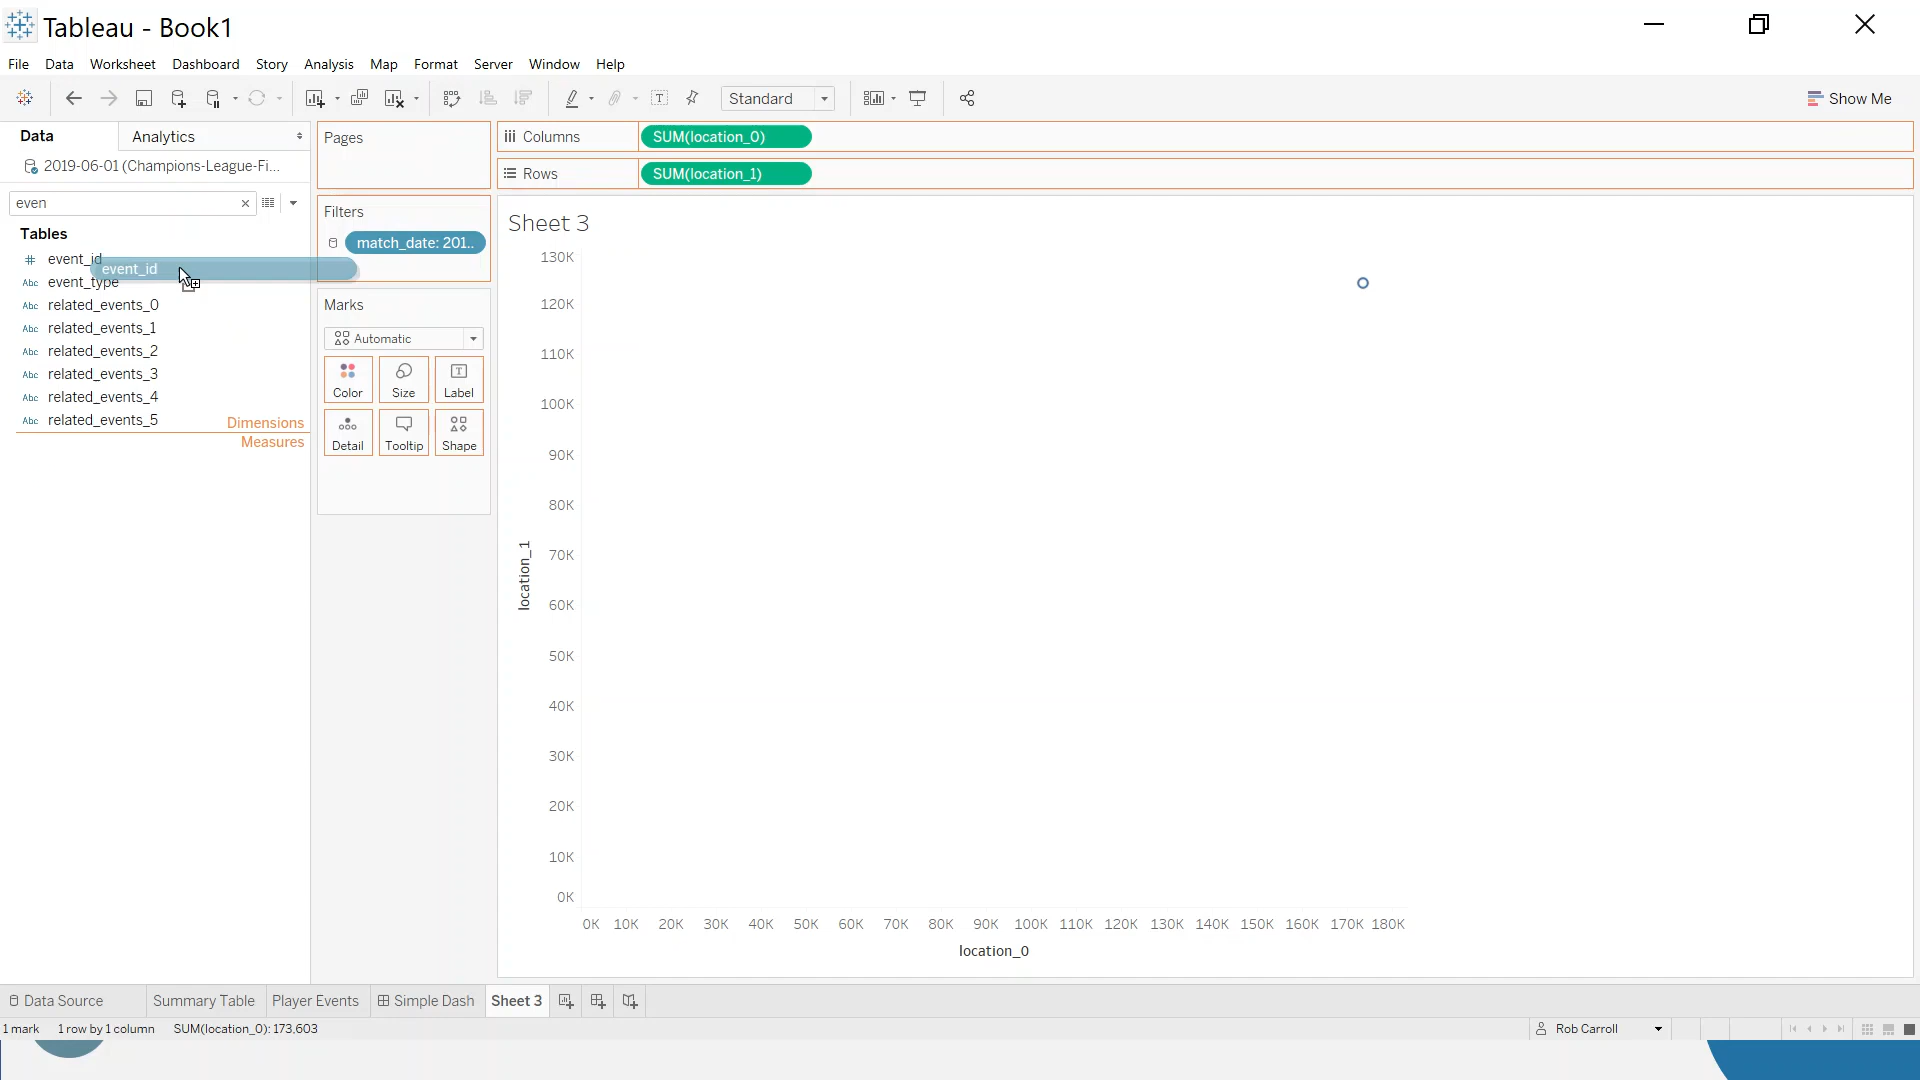 Tableau - Book1
File Data Worksheet Dashboard Story Analysis Map Format Server Window Help
Standard
Show Me
Data
Analytics
2019-06-01 (Champions-League-Fi...
even
Tables
event_id
event_id
event_type
related_events_0
related_events_1
related_events_2
related_events_3
related_events_4
related_events_5
Dimensions
Measures
Pages
Filters
match_date: 201..
Marks
Automatic
Color
Size
Label
Detail
Tooltip
Shape
Columns
SUM(location_0)
Rows
SUM(location_1)
Sheet 3
130K
120K
110K
100K
90K
80K
70K
60K
50K
40K
30K
20K
10K
0K
location_1
0K 10K 20K 30K 40K 50K 60K 70K 80K 90K 100K 110K 120K 130K 140K 150K 160K 170K 180K
location_0
Data Source
Summary Table
Player Events
Simple Dash
Sheet 3
1 mark
1 row by 1 column
SUM(location_0): 173,603
Rob Carroll